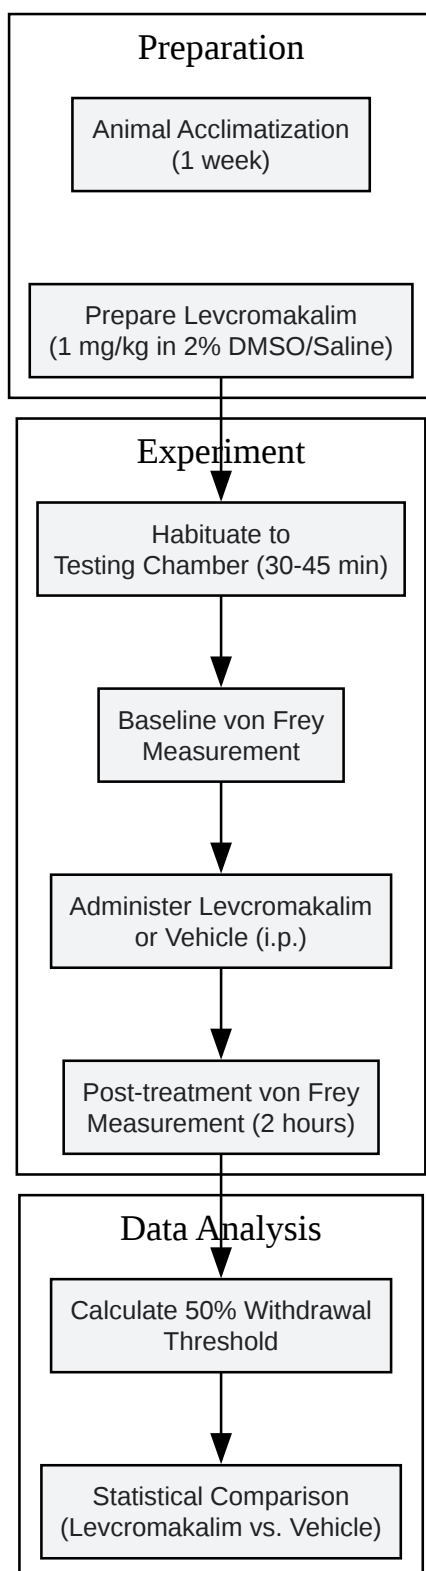 Preparation
Animal Acclimatization
(1 week)
Prepare Levcromakalim
(1 mg/kg in 2% DMSO/Saline)
Experiment
Habituate to
Testing Chamber (30-45 min)
Baseline von Frey
Measurement
Administer Levcromakalim
or Vehicle (i.p.)
Post-treatment von Frey
Measurement (2 hours)
Data Analysis
Calculate 50% Withdrawal
Threshold
Statistical Comparison
(Levcromakalim vs. Vehicle)